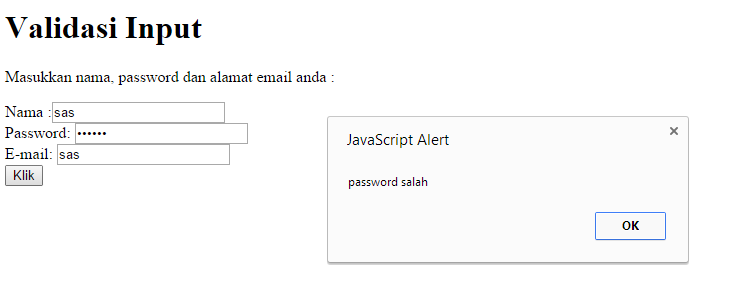 Validasi Input
Masukkan nama, password dan alamat email anda :
Nama :sas
Password: ••••••
E-mail: sas
Klik
JavaScript Alert
password salah
OK